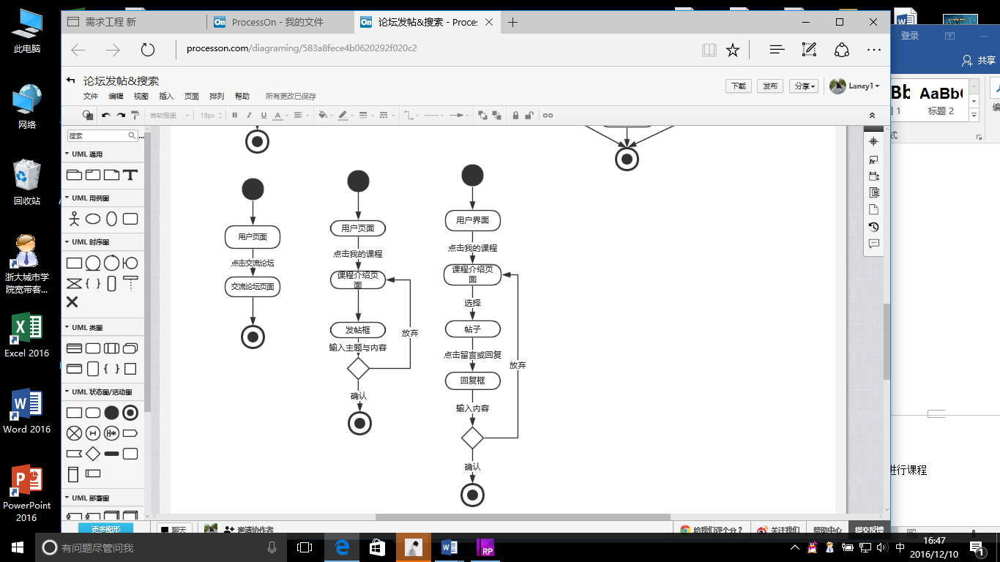 此电脑
网络
回收站
浙大城市学
院宽带客...
Excel 2016
Word 2016
PowerPoint
2016
需求工程 新
On ProcessOn - 我的文件
On 论坛发帖&搜索 - Proces
processon.com/diagraming/583a8fece4b0620292f020c2
论坛发帖&搜索
文件 编辑 视图 插入 页面 排列 帮助 所有更改已保存
下载 发布 分享 Lancy1
微软雅黑 15px B I U A
搜索
UML 通用
UML 用例图
UML 时序图
UML 类图
UML 状态图/活动图
UML 部署图
更多图形
用户页面
点击交流论坛
交流论坛页面
用户页面
点击我的课程
课程介绍页
面
发帖框
输入主题与内容
放弃
确认
用户界面
点击我的课程
课程介绍页
面
选择
帖子
点击留言或回复
回复框
输入内容
放弃
确认
聊天 邀请协作者
给我们评个分? 关注我们 帮助中心 提交反馈
登录
共享
AaBbC
标题 2
式
编
进行课程
有问题尽管问我
RP
中
16:47
2016/12/10
1